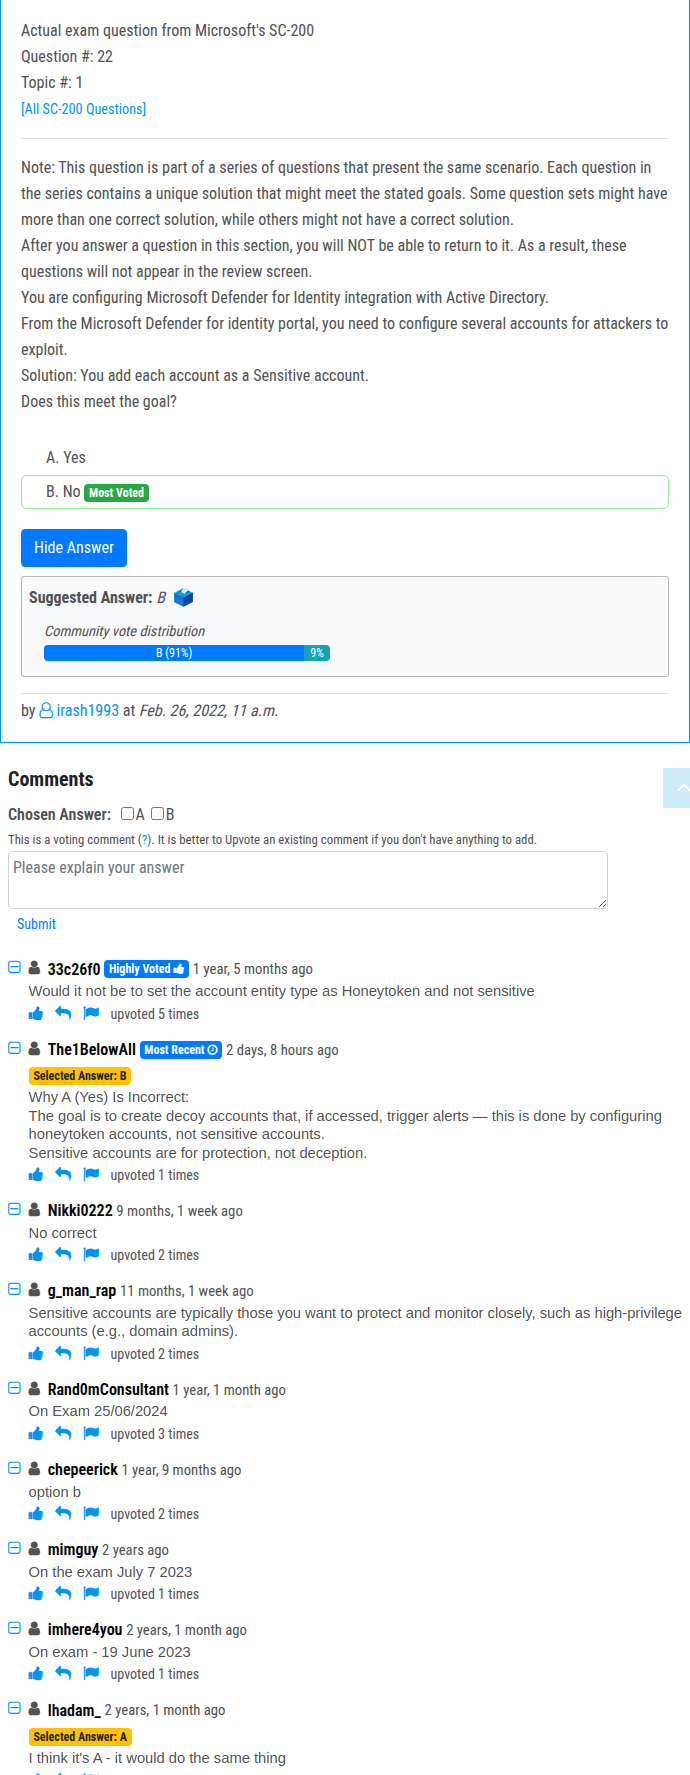 Actual exam question from Microsoft's SC-200
Question #: 22
Topic #: 1
[All SC-200 Questions]
Note: This question is part of a series of questions that present the same scenario. Each question in
the series contains a unique solution that might meet the stated goals. Some question sets might have
more than one correct solution, while others might not have a correct solution.
After you answer a question in this section, you will NOT be able to return to it. As a result, these
questions will not appear in the review screen.
You are configuring Microsoft Defender for Identity integration with Active Directory.
From the Microsoft Defender for identity portal, you need to configure several accounts for attackers to
exploit.
Solution: You add each account as a Sensitive account.
Does this meet the goal?
A. Yes
B. No Most Voted
Hide Answer
Suggested Answer: B
Community vote distribution
B (91%) 9%
by irash1993 at Feb. 26, 2022, 11 a.m.
Comments
Chosen Answer: A B
This is a voting comment (?). It is better to Upvote an existing comment if you don't have anything to add.
Please explain your answer
Submit
33c26f0 Highly Voted 1 year, 5 months ago
Would it not be to set the account entity type as Honeytoken and not sensitive
upvoted 5 times
The1BelowAll Most Recent 2 days, 8 hours ago
Selected Answer: B
Why A (Yes) Is Incorrect:
The goal is to create decoy accounts that, if accessed, trigger alerts — this is done by configuring
honeytoken accounts, not sensitive accounts.
Sensitive accounts are for protection, not deception.
upvoted 1 times
Nikki0222 9 months, 1 week ago
No correct
upvoted 2 times
g_man_rap 11 months, 1 week ago
Sensitive accounts are typically those you want to protect and monitor closely, such as high-privilege
accounts (e.g., domain admins).
upvoted 2 times
Rand0mConsultant 1 year, 1 month ago
On Exam 25/06/2024
upvoted 3 times
chepeerick 1 year, 9 months ago
option b
upvoted 2 times
mimguy 2 years ago
On the exam July 7 2023
upvoted 1 times
imhere4you 2 years, 1 month ago
On exam - 19 June 2023
upvoted 1 times
lhadam_ 2 years, 1 month ago
Selected Answer: A
I think it's A - it would do the same thing